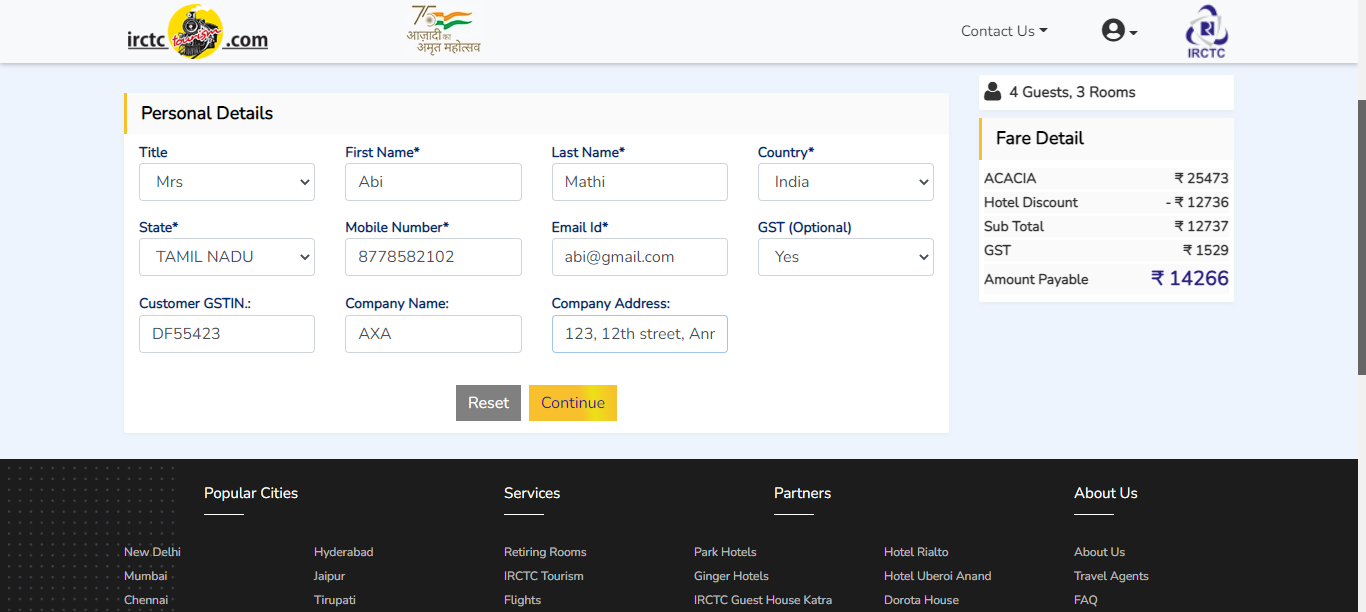 irctc tourism .com
75
आज़ादी का
अमृत महोत्सव
Contact Us
IRCTC
4 Guests, 3 Rooms
Personal Details
Title
First Name*
Last Name*
Country*
Mrs
Abi
Mathi
India
State*
Mobile Number*
Email Id*
GST (Optional)
TAMIL NADU
8778582102
abi@gmail.com
Yes
Customer GSTIN.:
Company Name:
Company Address:
DF55423
AXA
123, 12th street, Anr
Reset
Continue
Fare Detail
ACACIA ₹ 25473
Hotel Discount - ₹ 12736
Sub Total ₹ 12737
GST ₹ 1529
Amount Payable ₹ 14266
Popular Cities
Services
Partners
About Us
New Delhi
Hyderabad
Retiring Rooms
Park Hotels
Hotel Rialto
About Us
Mumbai
Jaipur
IRCTC Tourism
Ginger Hotels
Hotel Uberoi Anand
Travel Agents
Chennai
Tirupati
Flights
IRCTC Guest House Katra
Dorota House
FAQ